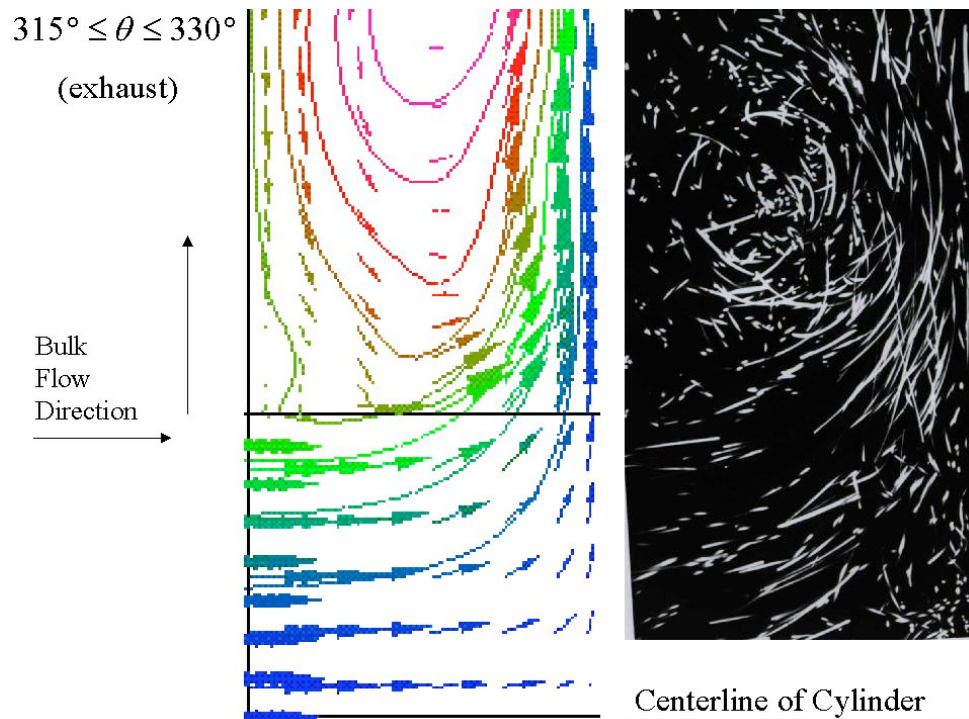 315° ≤ θ ≤ 330°
(exhaust)
Bulk
Flow
Direction
Centerline of Cylinder